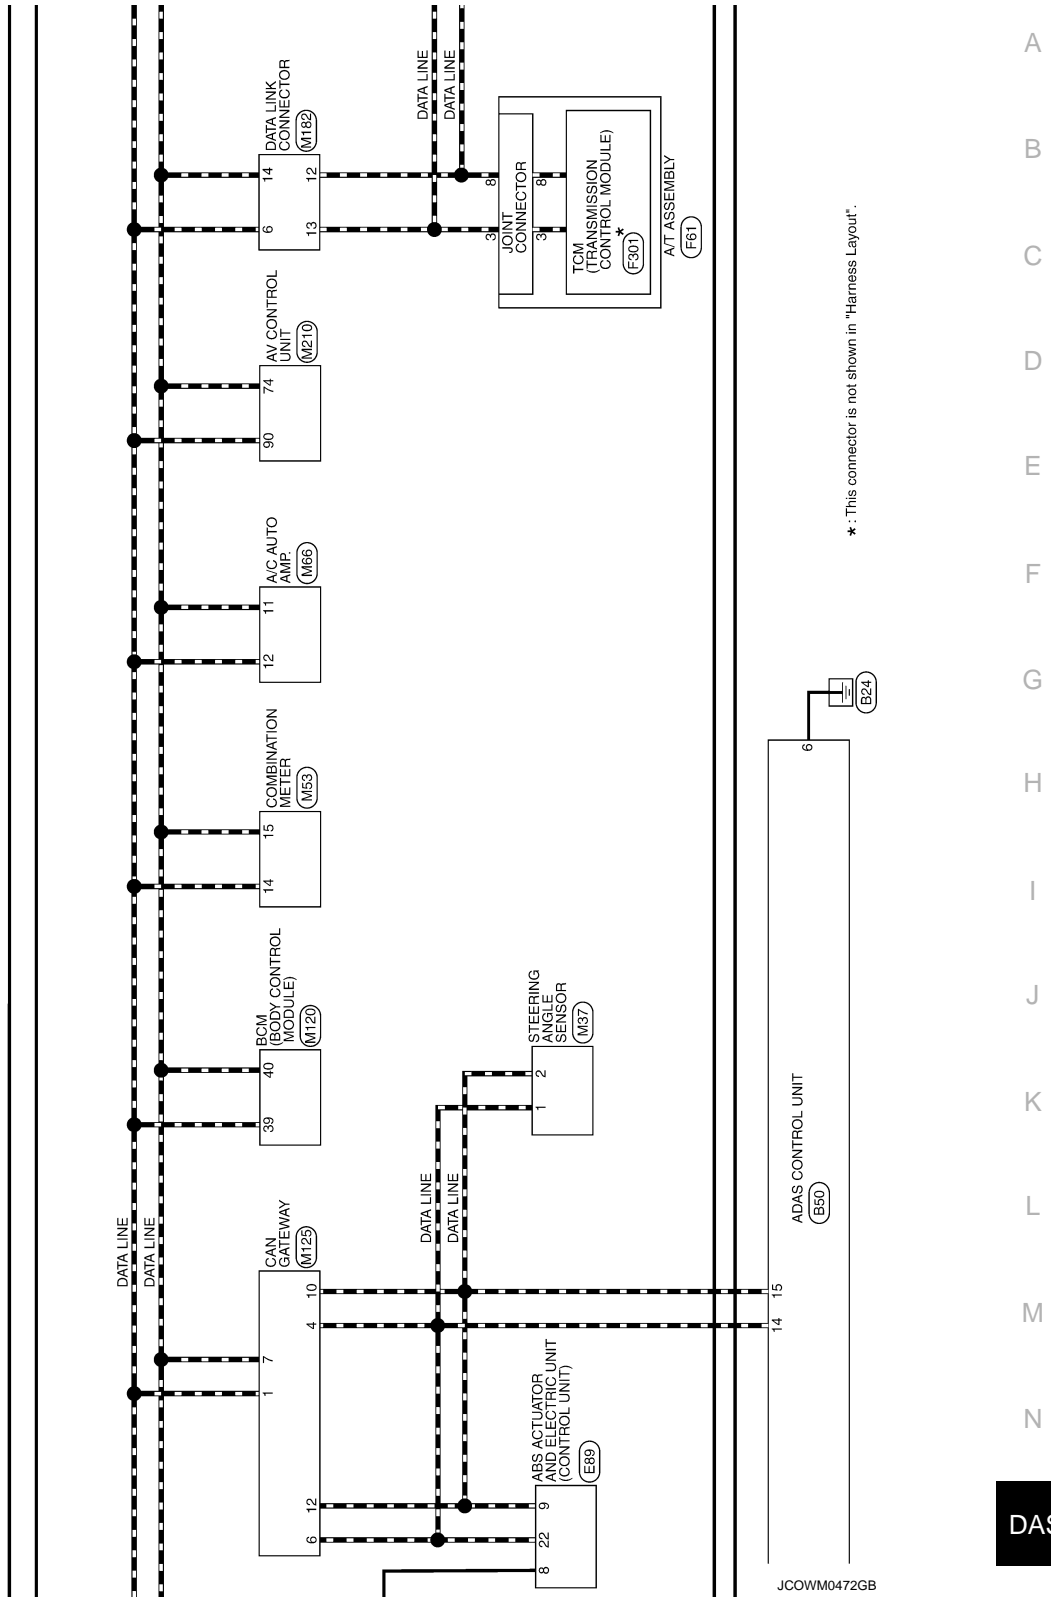 A
B
C
D
E
F
G
H
I
J
K
L
M
N
DAS
DATA LINE
DATA LINE
DATA LINK
CONNECTOR
M182
14
6
12
13
DATA LINE
DATA LINE
8
3
JOINT
CONNECTOR
8
3
TCM
(TRANSMISSION
CONTROL MODULE)
*
F301
A/T ASSEMBLY
F61
AV CONTROL
UNIT
M210
74
90
A/C AUTO
AMP.
M66
11
12
COMBINATION
METER
M53
15
14
BCM
(BODY CONTROL
MODULE)
M120
40
39
CAN
GATEWAY
M125
7
1
10
4
12
6
DATA LINE
DATA LINE
STEERING
ANGLE
SENSOR
M37
2
1
ABS ACTUATOR
AND ELECTRIC UNIT
(CONTROL UNIT)
E89
9
22
8
ADAS CONTROL UNIT
B50
15
14
6
B24
* : This connector is not shown in "Harness Layout".
JCOWM0472GB